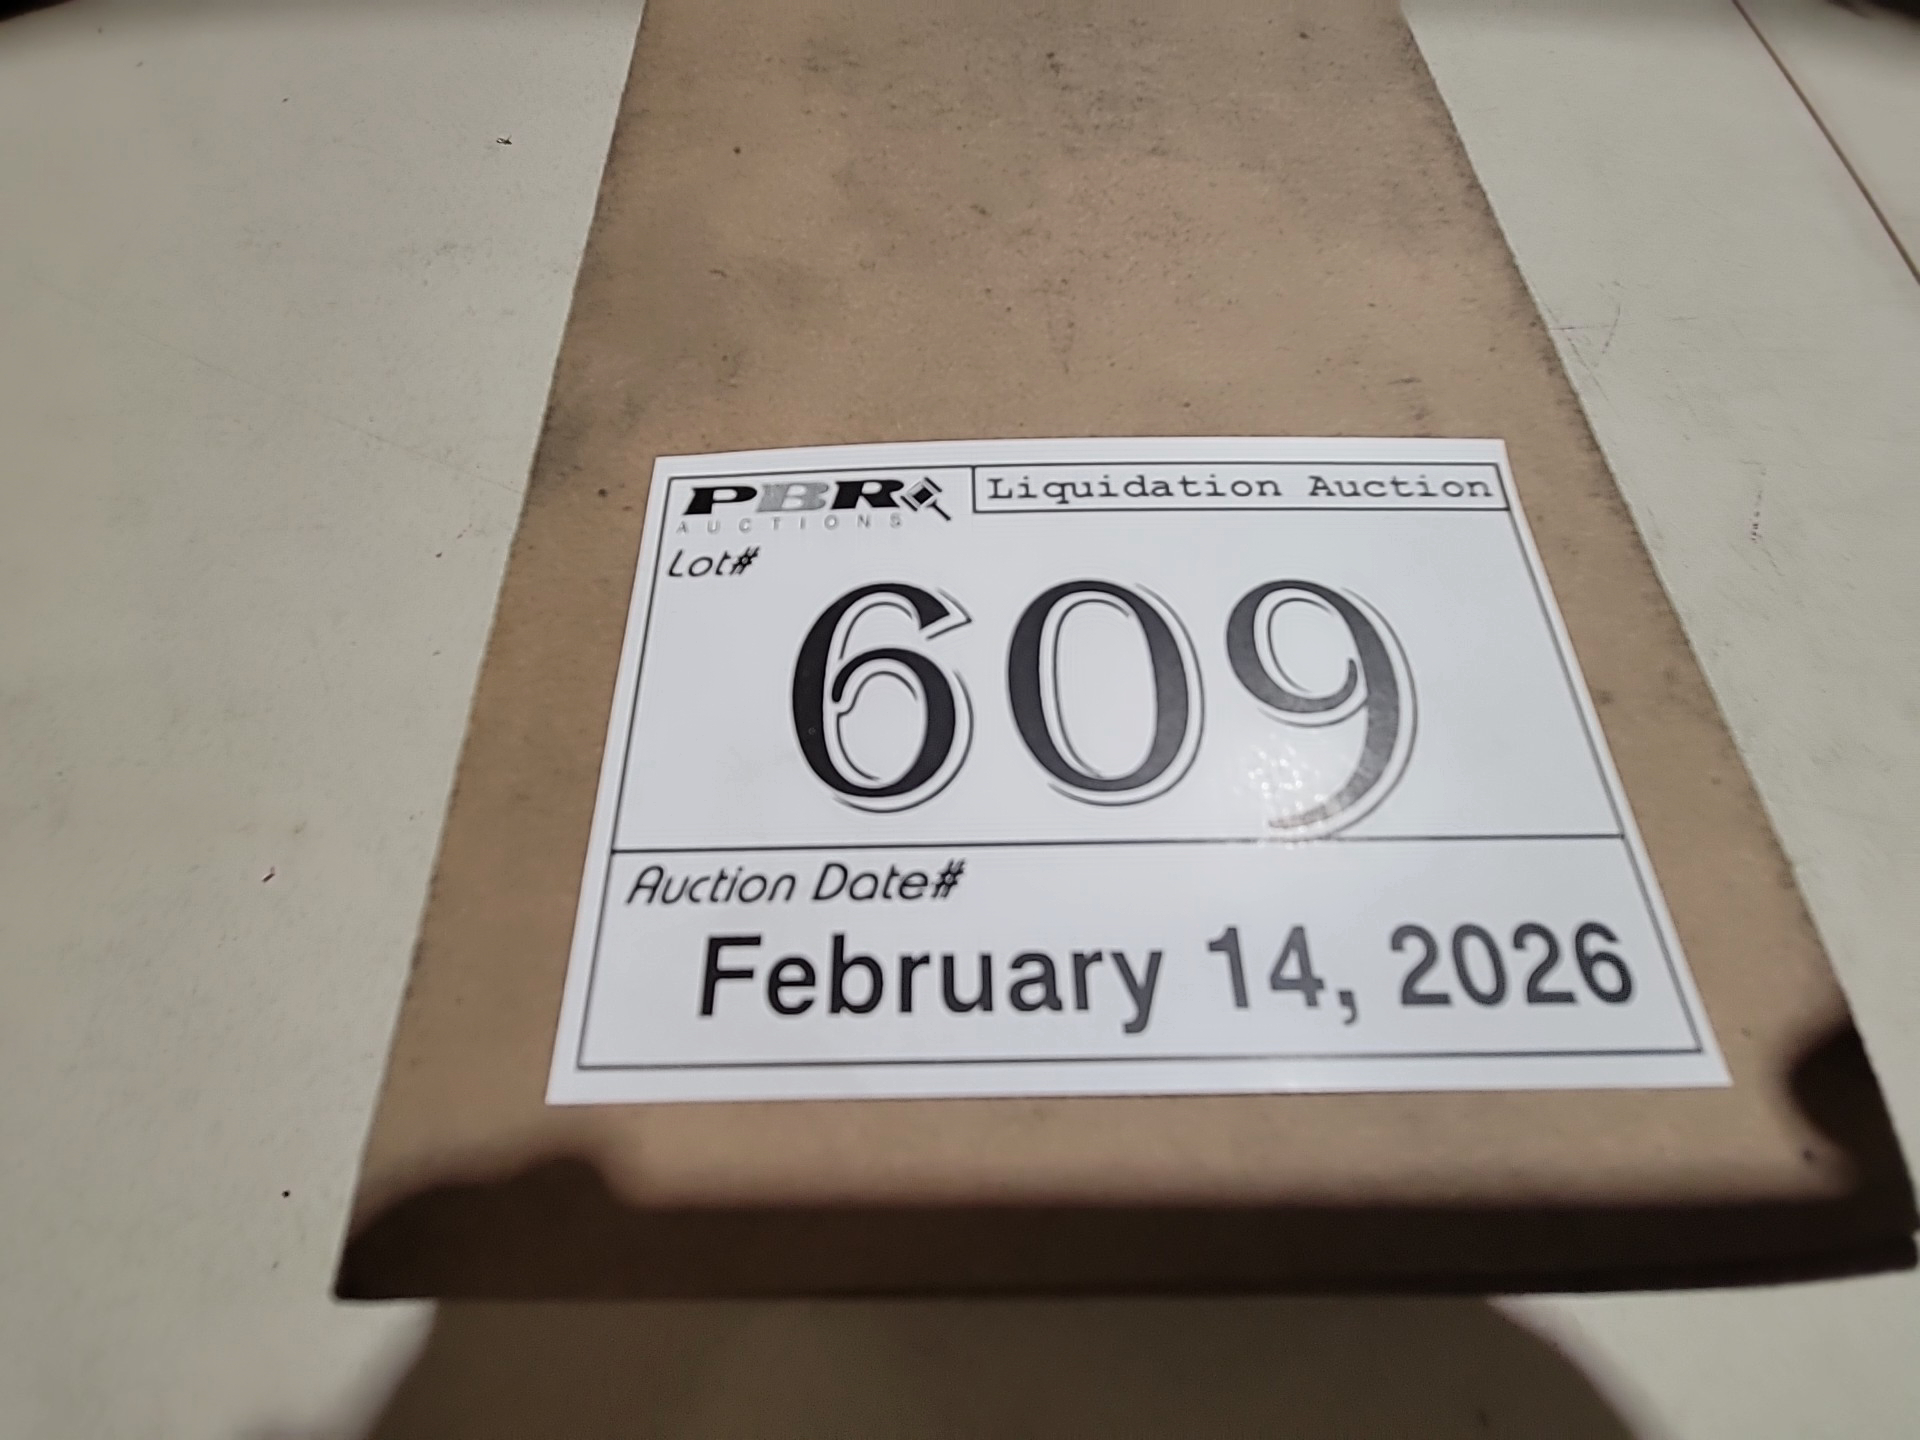 PBR
AUCTIONS
Liquidation Auction
Lot#
609
Auction Date#
February 14, 2026